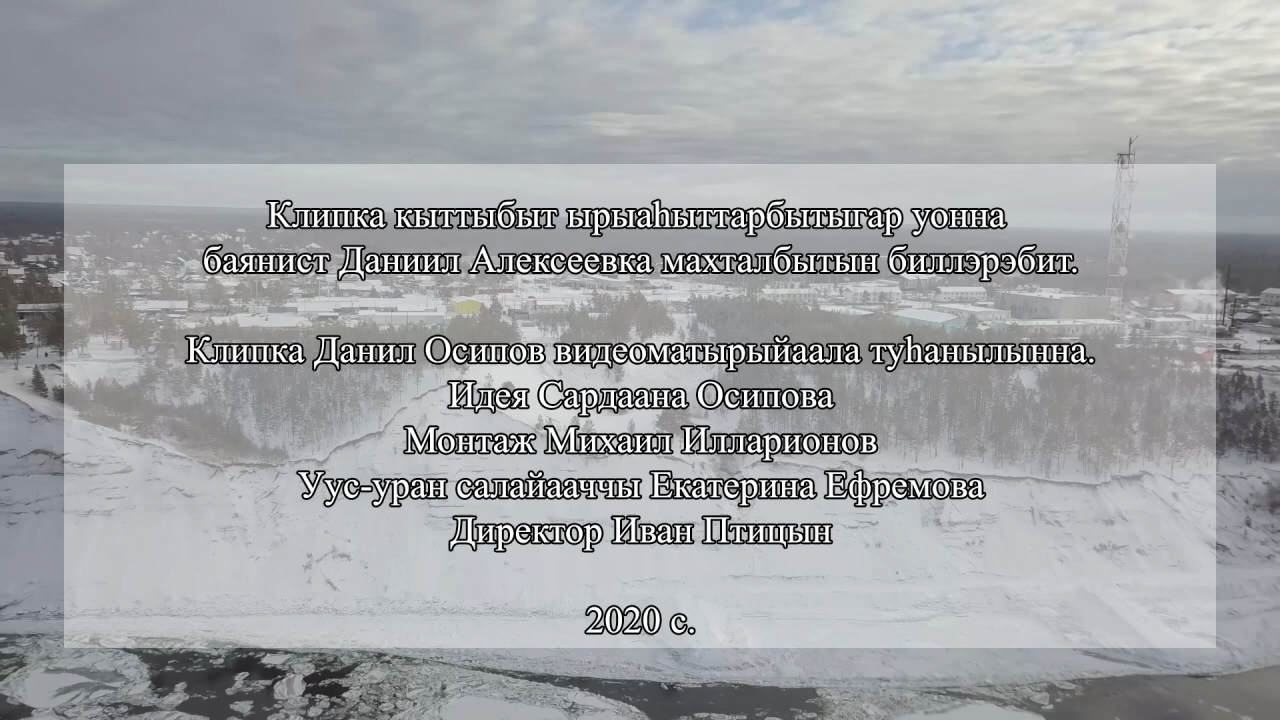 Клипка кыттыбыт ырыаһыттарбытыгар уонна
баянист Даниил Алексеевка махталбытын биллэрэбит.
Клипка Данил Осипов видеоматырыйаала туһанылынна.
Идея Сардаана Осипова
Монтаж Михаил Илларионов
Уус-уран салайааччы Екатерина Ефремова
Директор Иван Птицын
2020 с.